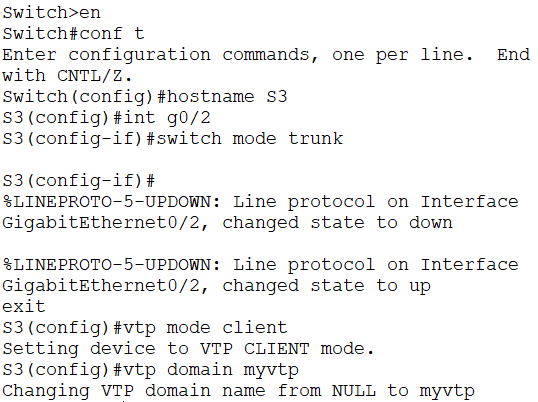 Switch>en
Switch#conf t
Enter configuration commands, one per line.  End
with CNTL/Z.
Switch(config)#hostname S3
S3(config)#int g0/2
S3(config-if)#switch mode trunk
S3(config-if)#
%LINEPROTO-5-UPDOWN: Line protocol on Interface
GigabitEthernet0/2, changed state to down
%LINEPROTO-5-UPDOWN: Line protocol on Interface
GigabitEthernet0/2, changed state to up
exit
S3(config)#vtp mode client
Setting device to VTP CLIENT mode.
S3(config)#vtp domain myvtp
Changing VTP domain name from NULL to myvtp